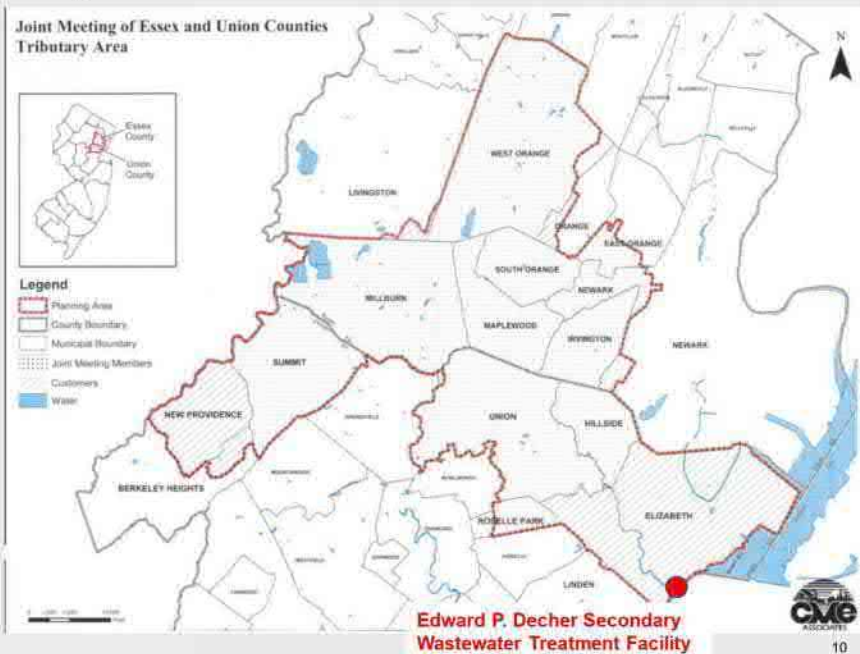 Joint Meeting of Essex and Union Counties
Tributary Area
N
Essex
County
Union
County
WEST ORANGE
LIVINGSTON
ORANGE
EAST ORANGE
SOUTH ORANGE
NEWARK
MILLBURN
MAPLEWOOD
IRVINGTON
NEWARK
SUMMIT
NEW PROVIDENCE
UNION
HILLSIDE
BERKELEY HEIGHTS
ELIZABETH
ROSELLE PARK
LINDEN
Legend
Planning Area
County Boundary
Municipal Boundary
Joint Meeting Members
Customers
Water
Edward P. Decher Secondary
Wastewater Treatment Facility
CME
ASSOCIATES
10